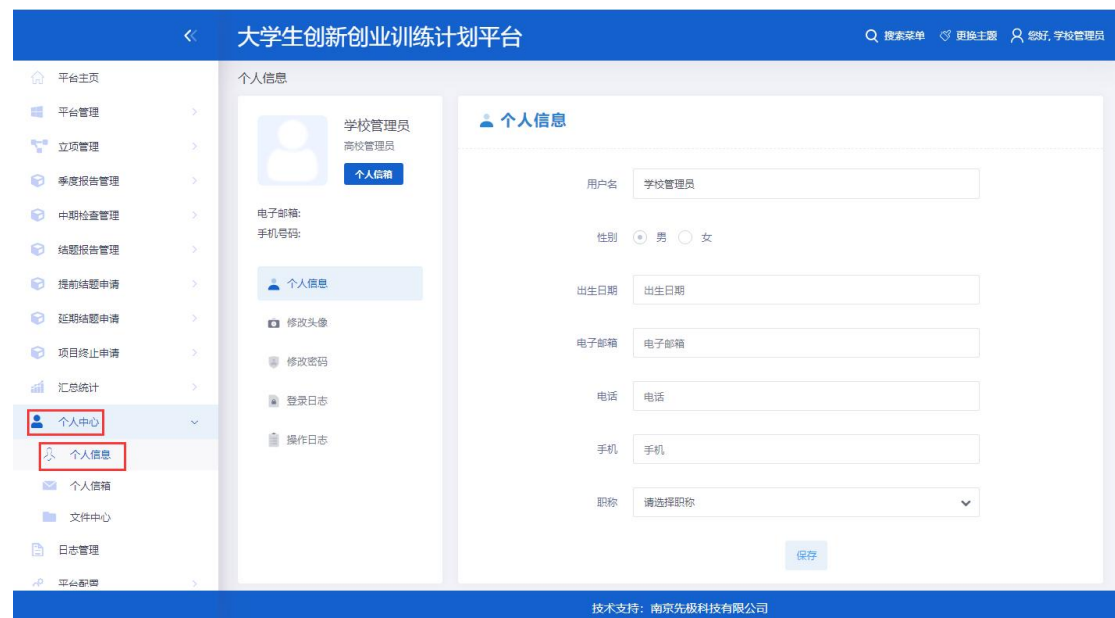 大学生创新创业训练计划平台
搜索菜单 更换主题 您好, 学校管理员
平台主页
平台管理
立项管理
季度报告管理
中期检查管理
结题报告管理
提前结题申请
延期结题申请
项目终止申请
汇总统计
个人中心
个人信息
个人信箱
文件中心
日志管理
平台配置
个人信息
学校管理员
高校管理员
个人信箱
电子邮箱:
手机号码:
个人信息
修改头像
修改密码
登录日志
操作日志
个人信息
用户名 学校管理员
性别 男 女
出生日期 出生日期
电子邮箱 电子邮箱
电话 电话
手机 手机
职称 请选择职称
保存
技术支持：南京先极科技有限公司